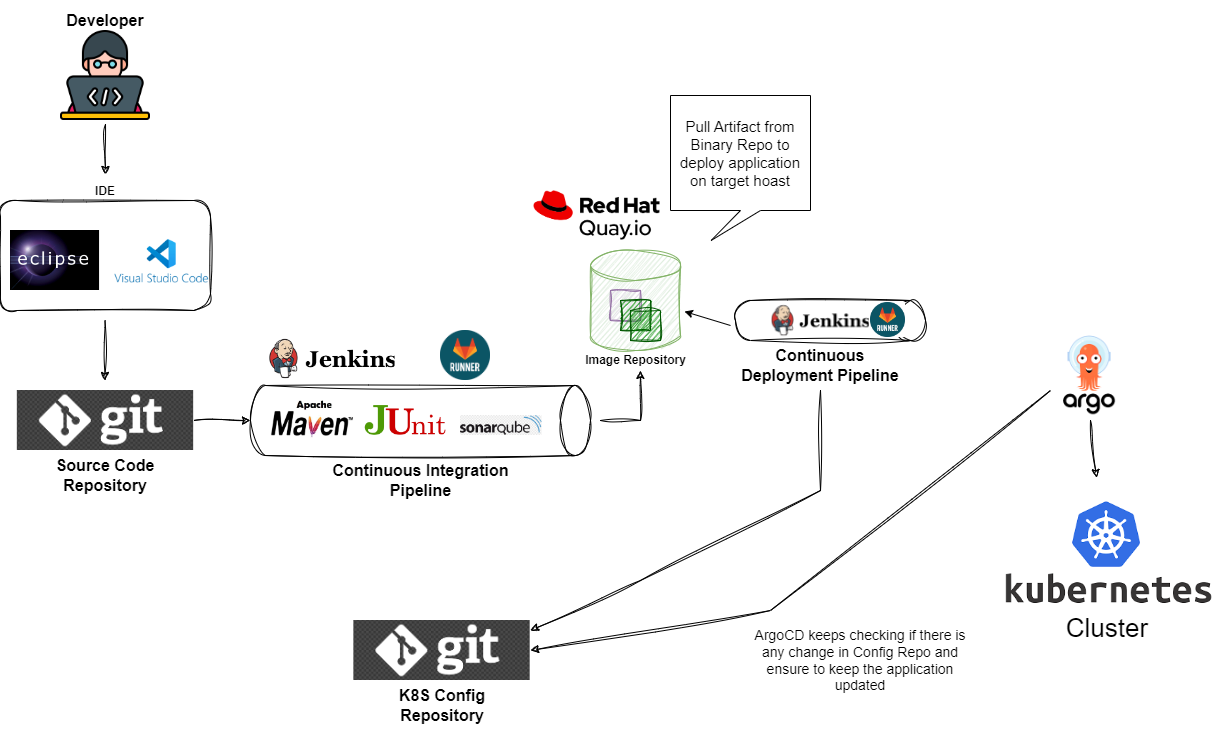 Developer
</>
IDE
eclipse
Visual Studio Code
git
Source Code
Repository
Jenkins
RUNNER
Apache
Maven™
JUnit
sonarqube
Continuous Integration
Pipeline
Red Hat
Quay.io
Image Repository
Pull Artifact from
Binary Repo to
deploy application
on target hoast
Jenkins
RUNNER
Continuous
Deployment Pipeline
argo
kubernetes
Cluster
git
K8S Config
Repository
ArgoCD keeps checking if there is
any change in Config Repo and
ensure to keep the application
updated